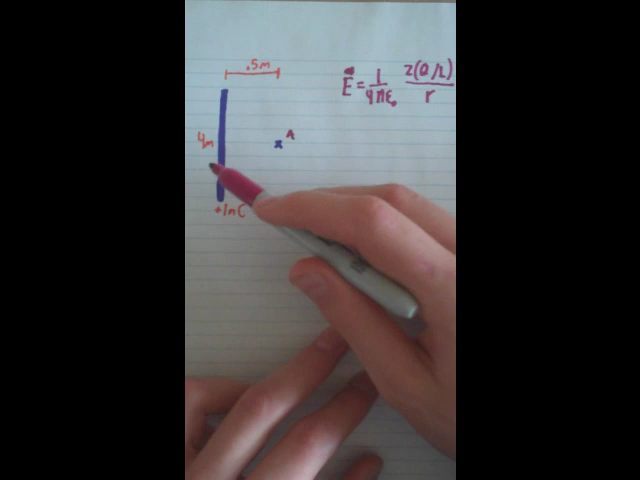 .5m
E = 1/4πε₀ 2(Q/L)/r
A
4m
+1nC